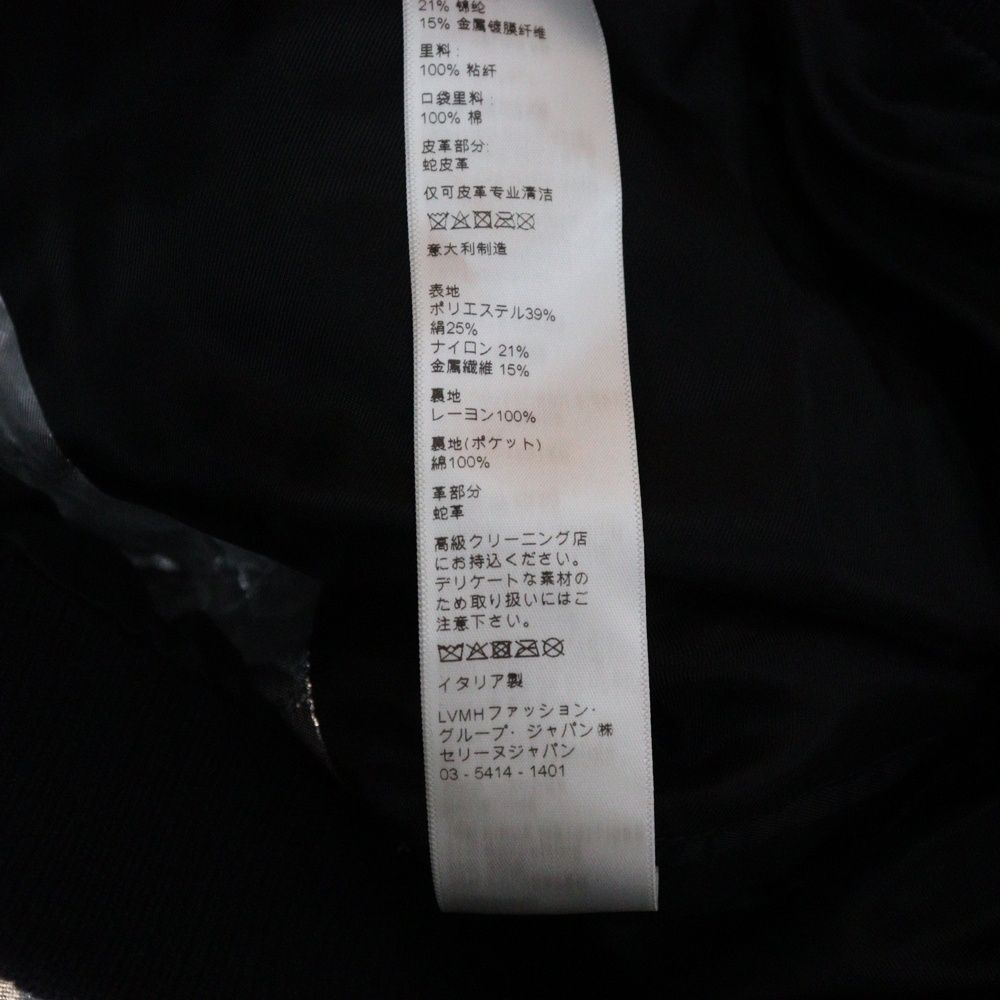 21% 锦纶
15% 金属镀膜纤维
里料:
100% 粘纤
口袋里料:
100% 棉
皮革部分:
蛇皮革
仅可皮革专业清洁
意大利制造
表地
ポリエステル39%
絹25%
ナイロン 21%
金属繊維 15%
裏地
レーヨン100%
裏地(ポケット)
綿100%
革部分
蛇革
高級クリーニング店
にお持込ください。
デリケートな素材の
ため取り扱いにはご
注意下さい。
イタリア製
LVMHファッション・
グループ・ジャパン㈱
セリーヌジャパン
03 - 5414 - 1401